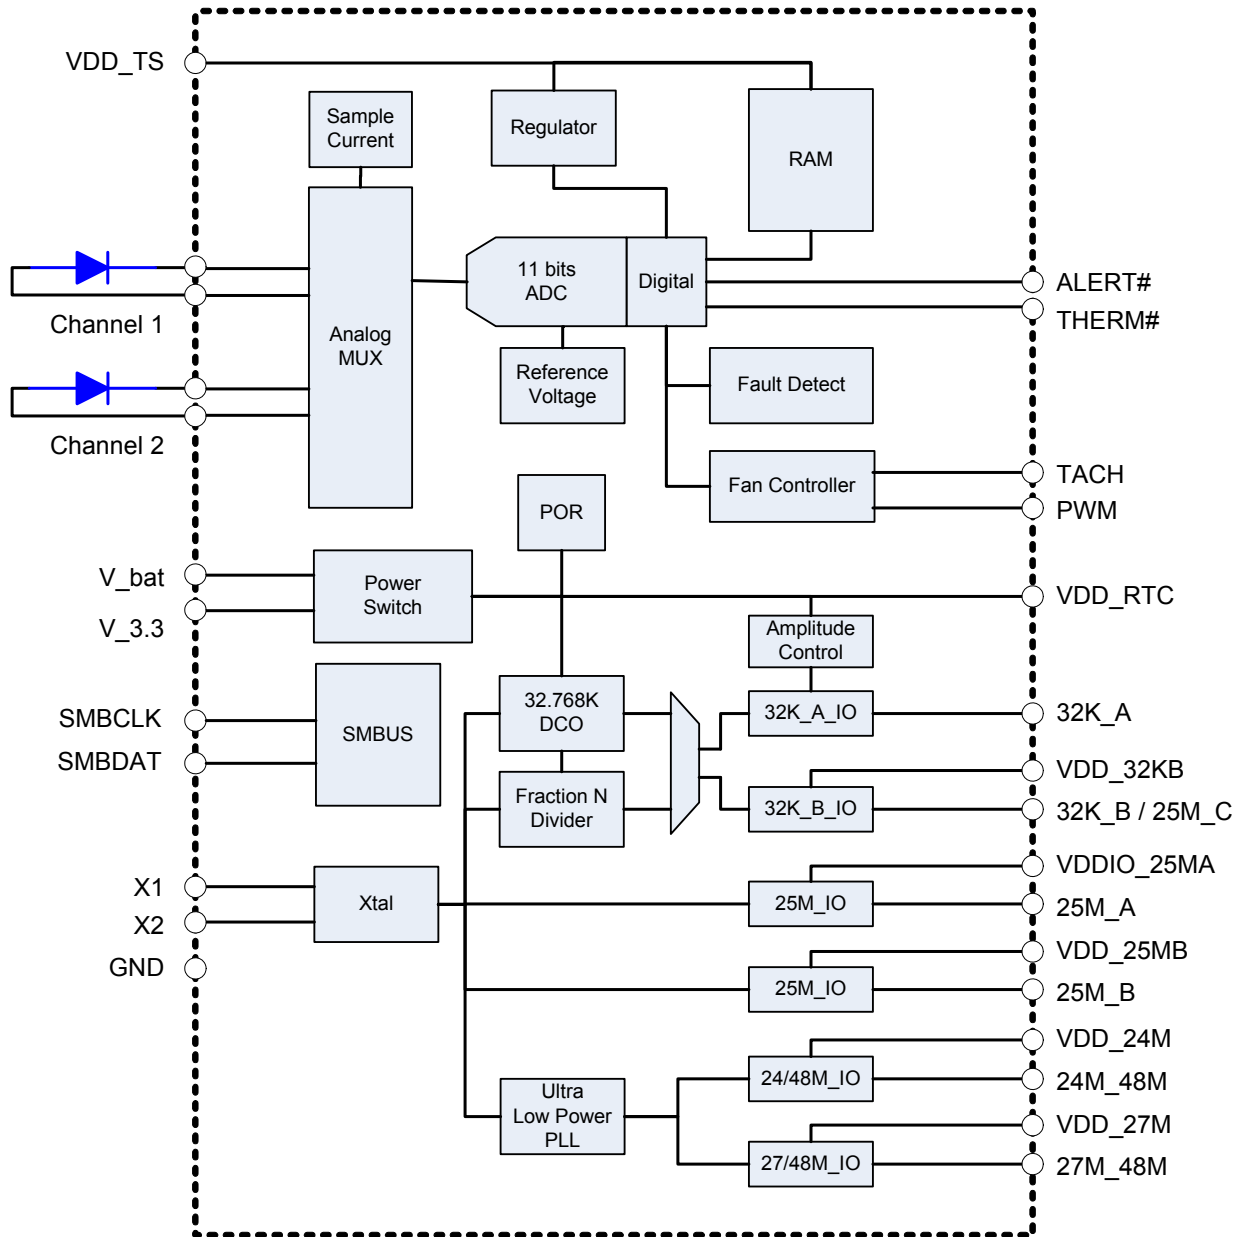 VDD_TS
Sample
Current
Regulator
RAM
11 bits
ADC
Digital
ALERT#
THERM#
Channel 1
Analog
MUX
Reference
Voltage
Fault Detect
Channel 2
Fan Controller
TACH
PWM
POR
V_bat
V_3.3
Power
Switch
VDD_RTC
Amplitude
Control
SMBCLK
SMBDAT
SMBUS
32.768K
DCO
32K_A_IO
32K_A
VDD_32KB
Fraction N
Divider
32K_B_IO
32K_B / 25M_C
X1
X2
Xtal
VDDIO_25MA
25M_IO
25M_A
GND
VDD_25MB
25M_IO
25M_B
VDD_24M
Ultra
Low Power
PLL
24/48M_IO
24M_48M
VDD_27M
27/48M_IO
27M_48M